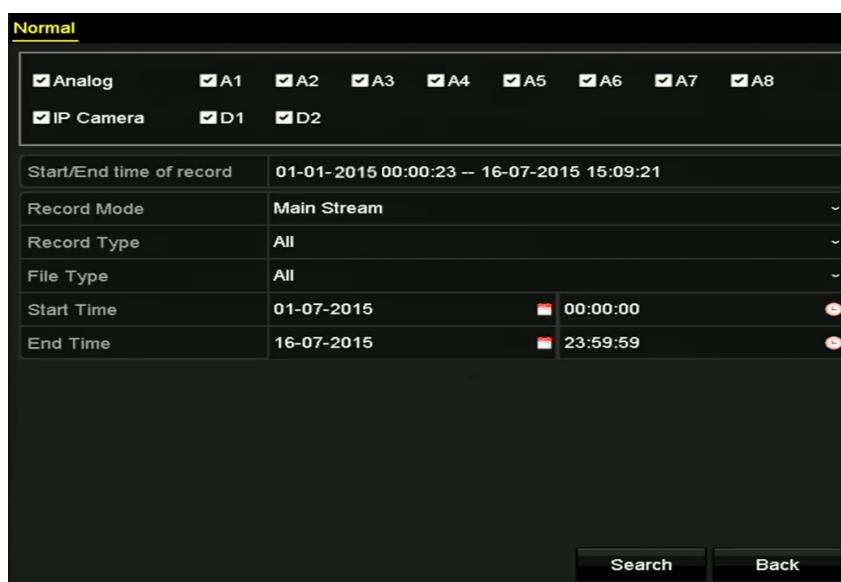 Normal
Analog A1 A2 A3 A4 A5 A6 A7 A8
IP Camera D1 D2
Start/End time of record 01-01-2015 00:00:23 -- 16-07-2015 15:09:21
Record Mode Main Stream
Record Type All
File Type All
Start Time 01-07-2015 00:00:00
End Time 16-07-2015 23:59:59
Search Back